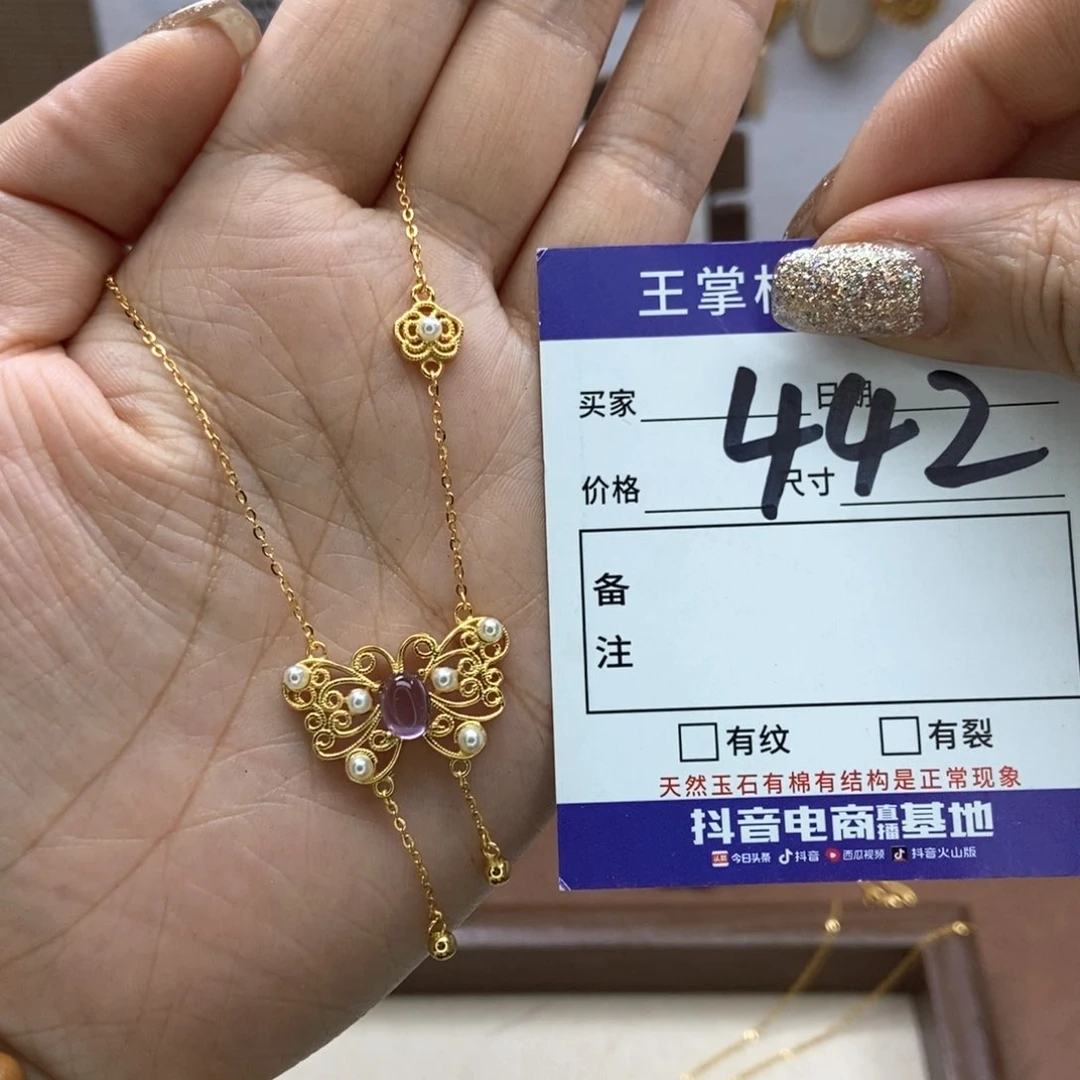 王掌
买家 日期
442
价格 尺寸
备
注
有纹 有裂
天然玉石有棉有结构是正常现象
抖音电商直播基地
头条 今日头条 抖音 西瓜视频 抖音火山版